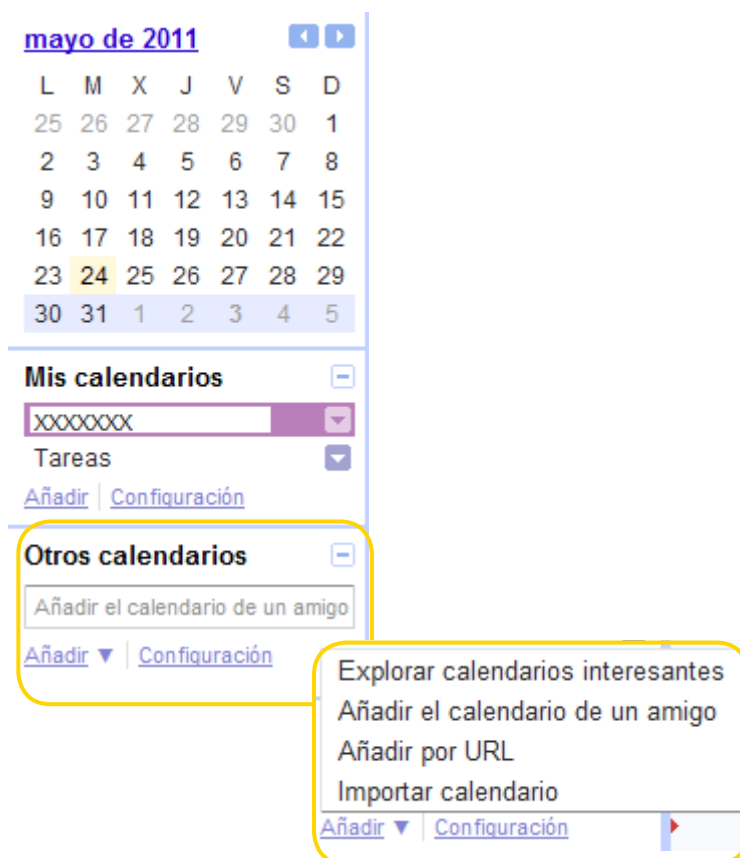 mayo de 2011
L M X J V S D
25 26 27 28 29 30 1
2 3 4 5 6 7 8
9 10 11 12 13 14 15
16 17 18 19 20 21 22
23 24 25 26 27 28 29
30 31 1 2 3 4 5
Mis calendarios
XXXXXXX
Tareas
Añadir Configuración
Otros calendarios
Añadir el calendario de un amigo
Añadir ▼ Configuración
Explorar calendarios interesantes
Añadir el calendario de un amigo
Añadir por URL
Importar calendario
Añadir ▼ Configuración